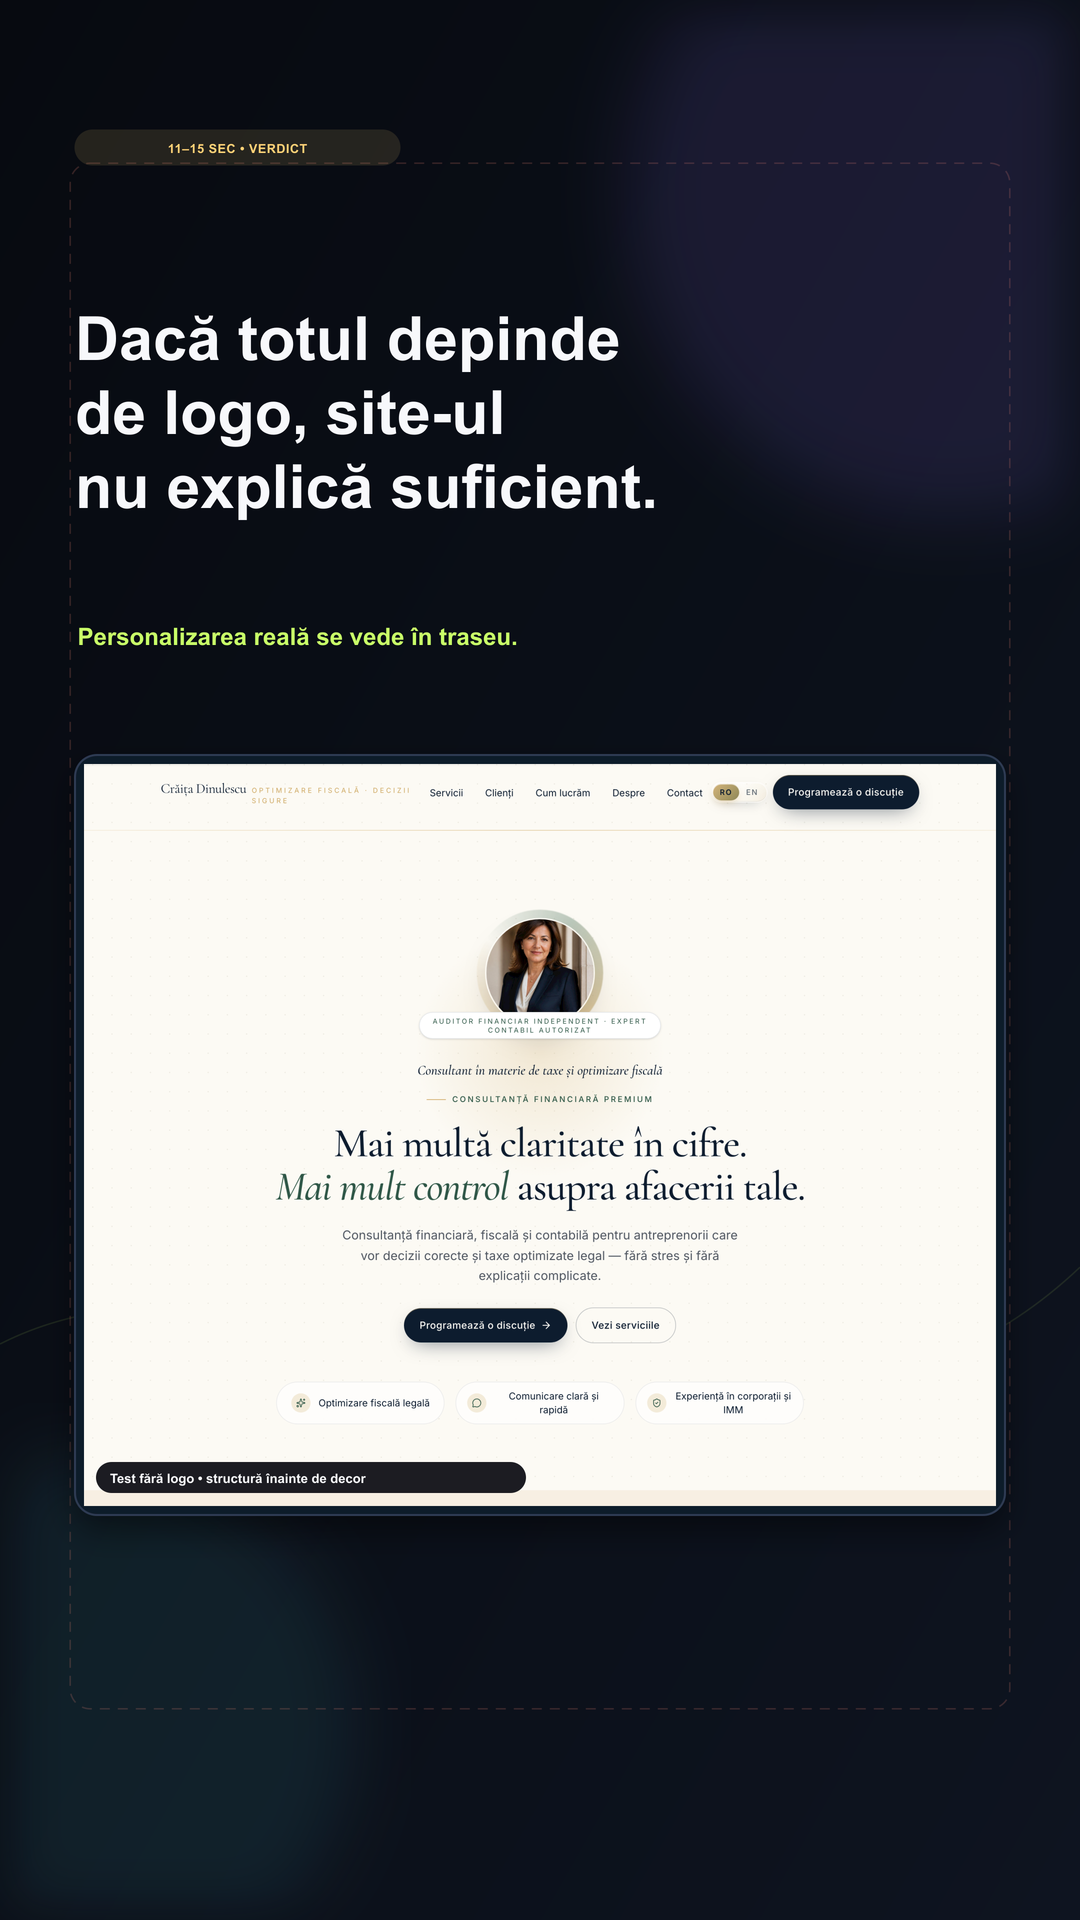 11–15 SEC • VERDICT
Dacă totul depinde
de logo, site-ul
nu explică suficient.
Personalizarea reală se vede în traseu.
Crăița Dinulescu OPTIMIZARE FISCALĂ · DECIZII
SIGURE
Servicii Clienți Cum lucrăm Despre Contact RO EN Programează o discuție
AUDITOR FINANCIAR INDEPENDENT · EXPERT
CONTABIL AUTORIZAT
Consultant în materie de taxe și optimizare fiscală
CONSULTANȚĂ FINANCIARĂ PREMIUM
Mai multă claritate în cifre.
Mai mult control asupra afacerii tale.
Consultanță financiară, fiscală și contabilă pentru antreprenorii care
vor decizii corecte și taxe optimizate legal — fără stres și fără
explicații complicate.
Programează o discuție → Vezi serviciile
Optimizare fiscală legală
Comunicare clară și
rapidă
Experiență în corporații și
IMM
Test fără logo • structură înainte de decor